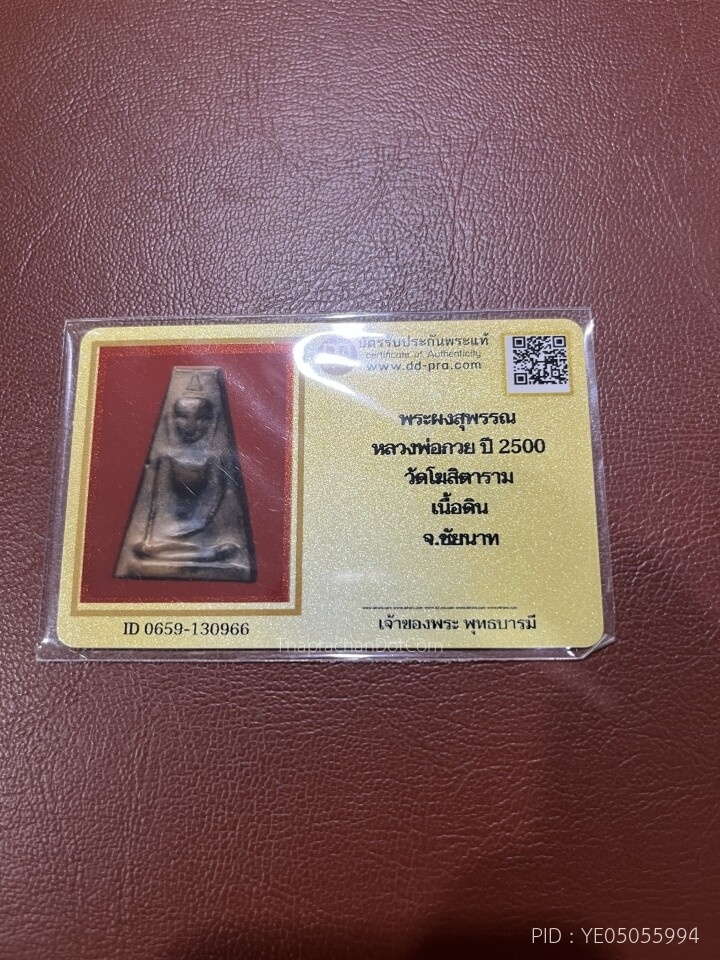 บัตรรับประกันพระแท้
certificate of Authenticity
www.dd-pra.com
พระผงสุพรรณ
หลวงพ่อกวย ปี 2500
วัดโฆสิตาราม
เนื้อดิน
จ.ชัยนาท
ID 0659-130966
เจ้าของพระ พุทธบารมี
ThaprachanDotcom
PID : YE05055994